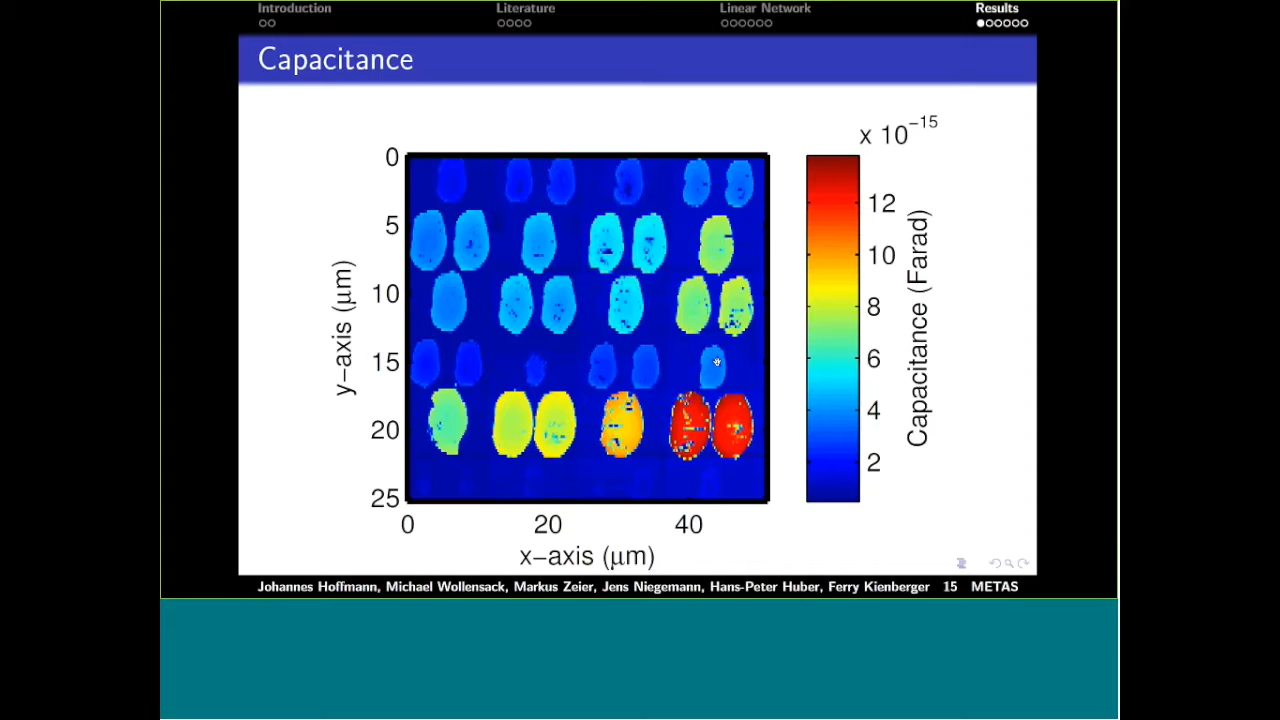 Introduction Literature Linear Network Results
Capacitance
x 10−15
0
5
10
15
20
25
y−axis (μm)
0 20 40
x−axis (μm)
12
10
8
6
4
2
Capacitance (Farad)
Johannes Hoffmann, Michael Wollensack, Markus Zeier, Jens Niegemann, Hans-Peter Huber, Ferry Kienberger 15 METAS